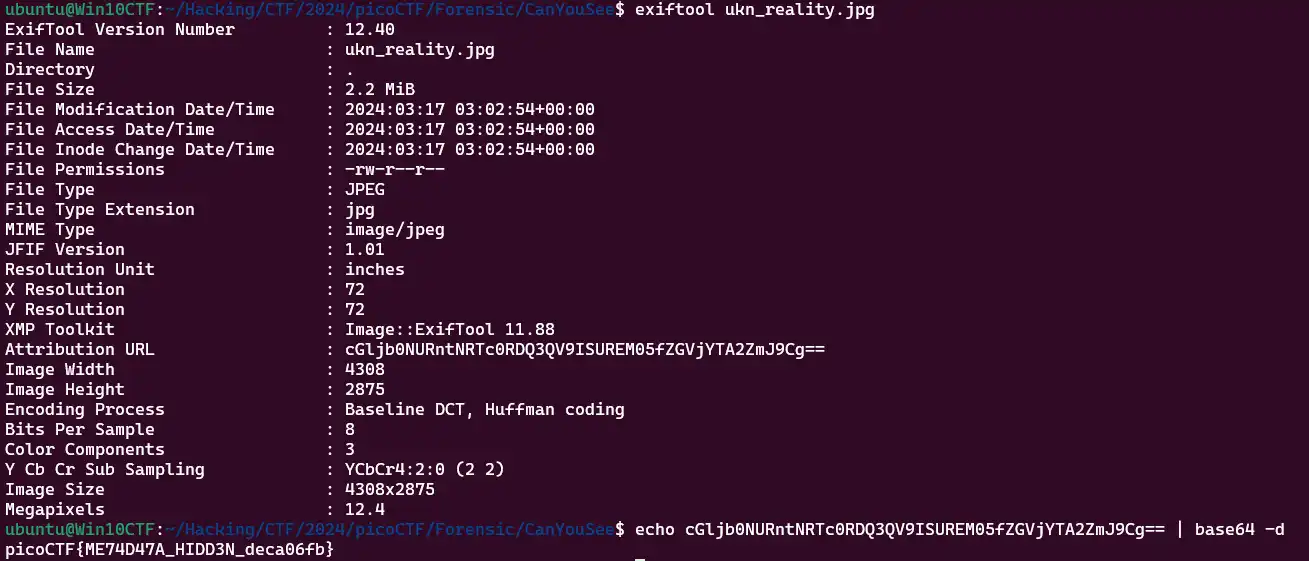 ubuntu@Win10CTF:~/Hacking/CTF/2024/picoCTF/Forensic/CanYouSee$ exiftool ukn_reality.jpg
ExifTool Version Number : 12.40
File Name : ukn_reality.jpg
Directory : .
File Size : 2.2 MiB
File Modification Date/Time : 2024:03:17 03:02:54+00:00
File Access Date/Time : 2024:03:17 03:02:54+00:00
File Inode Change Date/Time : 2024:03:17 03:02:54+00:00
File Permissions : -rw-r--r--
File Type : JPEG
File Type Extension : jpg
MIME Type : image/jpeg
JFIF Version : 1.01
Resolution Unit : inches
X Resolution : 72
Y Resolution : 72
XMP Toolkit : Image::ExifTool 11.88
Attribution URL : cGljb0NURntNRTc0RDQ3QV9ISUREM05fZGVjYTA2ZmJ9Cg==
Image Width : 4308
Image Height : 2875
Encoding Process : Baseline DCT, Huffman coding
Bits Per Sample : 8
Color Components : 3
Y Cb Cr Sub Sampling : YCbCr4:2:0 (2 2)
Image Size : 4308x2875
Megapixels : 12.4
ubuntu@Win10CTF:~/Hacking/CTF/2024/picoCTF/Forensic/CanYouSee$ echo cGljb0NURntNRTc0RDQ3QV9ISUREM05fZGVjYTA2ZmJ9Cg== | base64 -d
picoCTF{ME74D47A_HIDD3N_deca06fb}